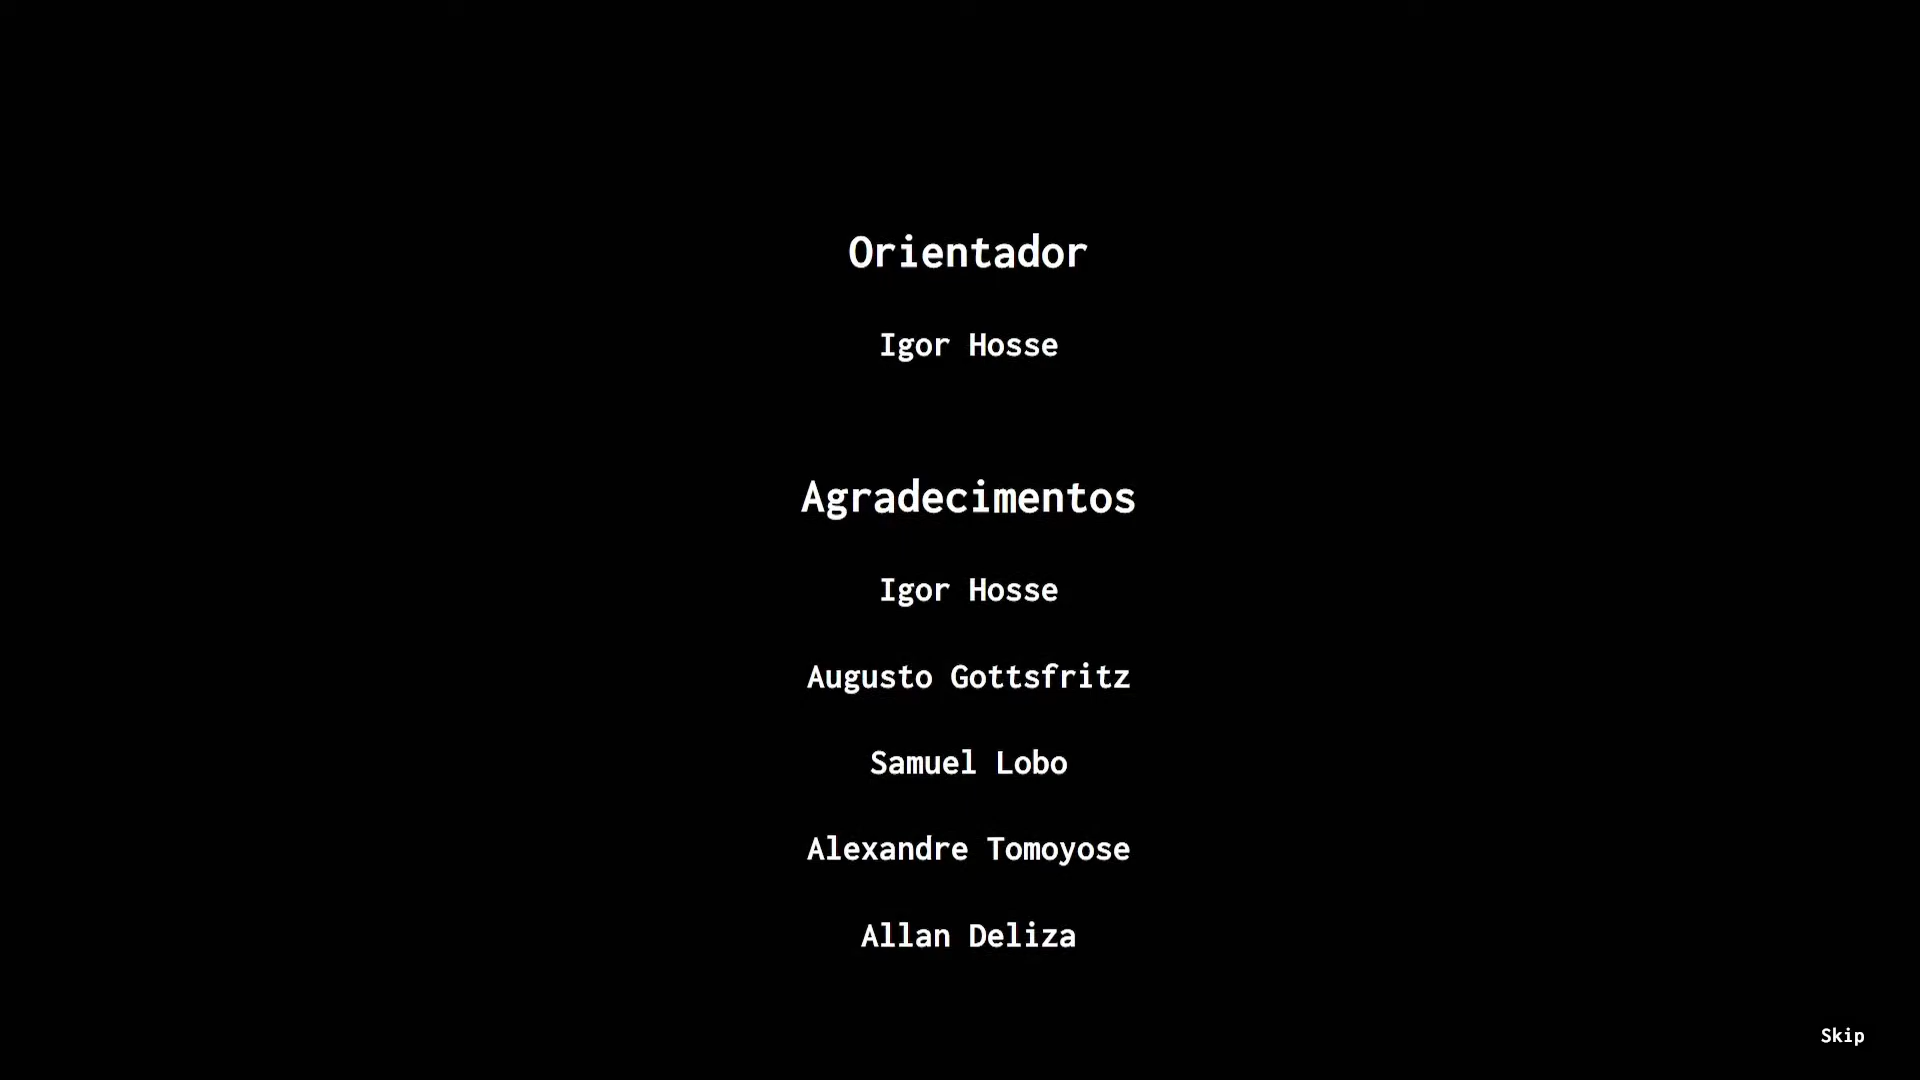 Orientador
Igor Hosse
Agradecimentos
Igor Hosse
Augusto Gottsfritz
Samuel Lobo
Alexandre Tomoyose
Allan Deliza
Skip